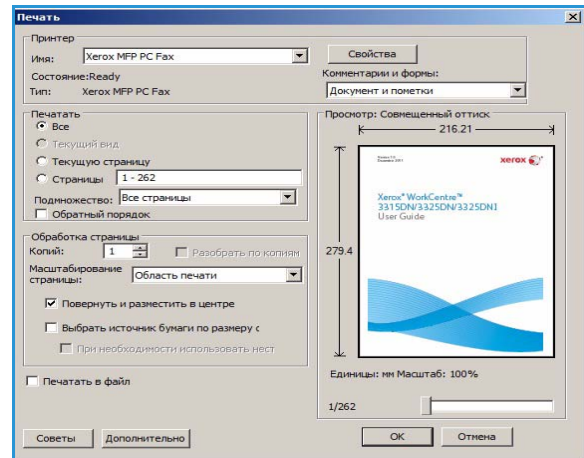 Печать
Принтер
Имя: Xerox MFP PC Fax Свойства
Состояние:Ready Комментарии и формы:
Тип: Xerox MFP PC Fax Документ и пометки
Печатать
Все
Текущий вид
Текущую страницу
Страницы 1 - 262
Подмножество: Все страницы
Обратный порядок
Обработка страницы
Копий: 1 Разобрать по копиям
Масштабирование страницы: Область печати
Повернуть и разместить в центре
Выбрать источник бумаги по размеру с
При необходимости использовать нест
Печатать в файл
Просмотр: Совмещенный оттиск
216.21
279.4
xerox
Xerox® WorkCentre™
3315DN/3325DN/3325DNI
User Guide
Единицы: мм Масштаб: 100%
1/262
Советы Дополнительно OK Отмена